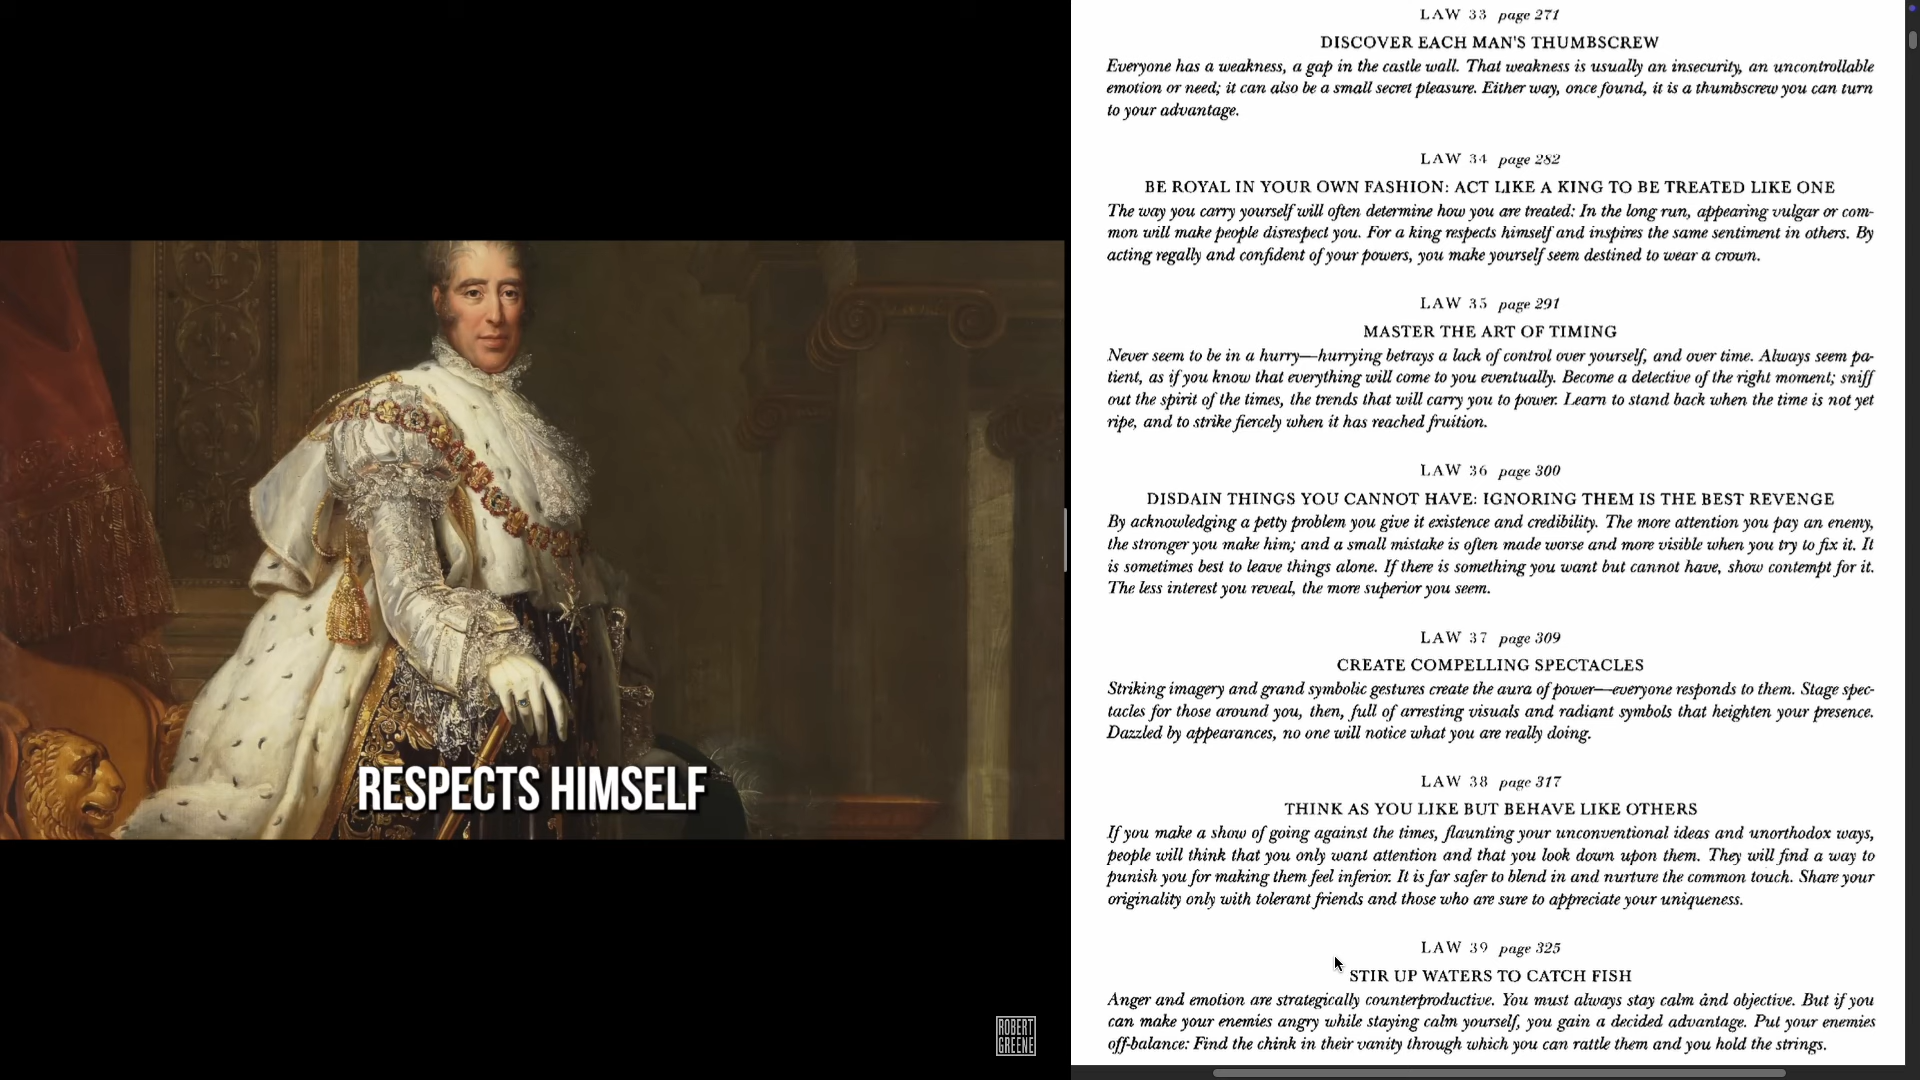 RESPECTS HIMSELF
ROBERT
GREENE
LAW 33 page 271
DISCOVER EACH MAN'S THUMBSCREW
Everyone has a weakness, a gap in the castle wall. That weakness is usually an insecurity, an uncontrollable
emotion or need; it can also be a small secret pleasure. Either way, once found, it is a thumbscrew you can turn
to your advantage.
LAW 34 page 282
BE ROYAL IN YOUR OWN FASHION: ACT LIKE A KING TO BE TREATED LIKE ONE
The way you carry yourself will often determine how you are treated: In the long run, appearing vulgar or com-
mon will make people disrespect you. For a king respects himself and inspires the same sentiment in others. By
acting regally and confident of your powers, you make yourself seem destined to wear a crown.
LAW 35 page 291
MASTER THE ART OF TIMING
Never seem to be in a hurry—hurrying betrays a lack of control over yourself, and over time. Always seem pa-
tient, as if you know that everything will come to you eventually. Become a detective of the right moment; sniff
out the spirit of the times, the trends that will carry you to power. Learn to stand back when the time is not yet
ripe, and to strike fiercely when it has reached fruition.
LAW 36 page 300
DISDAIN THINGS YOU CANNOT HAVE: IGNORING THEM IS THE BEST REVENGE
By acknowledging a petty problem you give it existence and credibility. The more attention you pay an enemy,
the stronger you make him; and a small mistake is often made worse and more visible when you try to fix it. It
is sometimes best to leave things alone. If there is something you want but cannot have, show contempt for it.
The less interest you reveal, the more superior you seem.
LAW 37 page 309
CREATE COMPELLING SPECTACLES
Striking imagery and grand symbolic gestures create the aura of power—everyone responds to them. Stage spec-
tacles for those around you, then, full of arresting visuals and radiant symbols that heighten your presence.
Dazzled by appearances, no one will notice what you are really doing.
LAW 38 page 317
THINK AS YOU LIKE BUT BEHAVE LIKE OTHERS
If you make a show of going against the times, flaunting your unconventional ideas and unorthodox ways,
people will think that you only want attention and that you look down upon them. They will find a way to
punish you for making them feel inferior. It is far safer to blend in and nurture the common touch. Share your
originality only with tolerant friends and those who are sure to appreciate your uniqueness.
LAW 39 page 325
STIR UP WATERS TO CATCH FISH
Anger and emotion are strategically counterproductive. You must always stay calm and objective. But if you
can make your enemies angry while staying calm yourself, you gain a decided advantage. Put your enemies
off-balance: Find the chink in their vanity through which you can rattle them and you hold the strings.